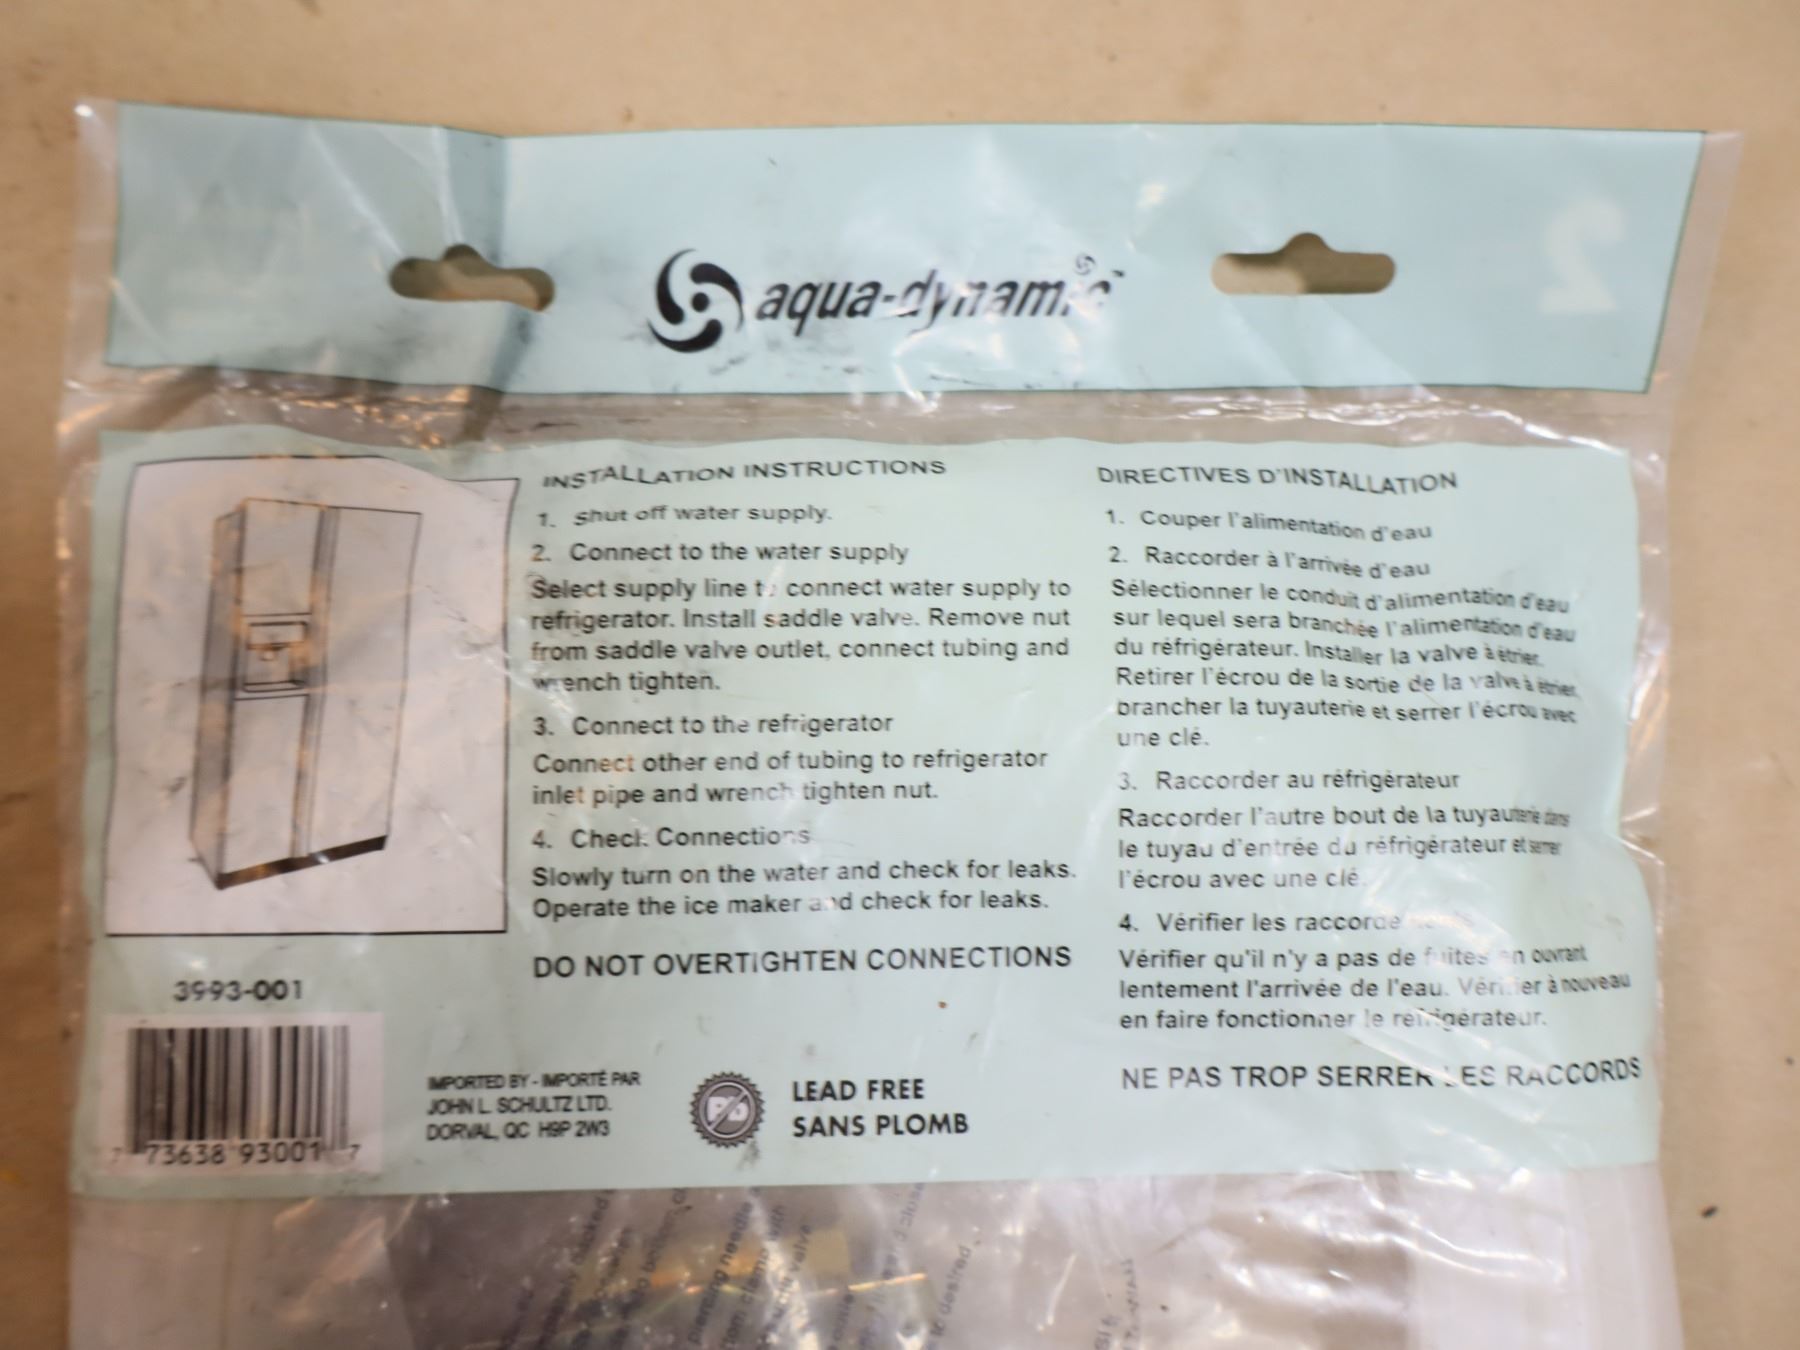 aqua-dynamic™
INSTALLATION INSTRUCTIONS
1. Shut off water supply.
2. Connect to the water supply
Select supply line to connect water supply to
refrigerator. Install saddle valve. Remove nut
from saddle valve outlet, connect tubing and
wrench tighten.
3. Connect to the refrigerator
Connect other end of tubing to refrigerator
inlet pipe and wrench tighten nut.
4. Check Connections
Slowly turn on the water and check for leaks.
Operate the ice maker and check for leaks.
DO NOT OVERTIGHTEN CONNECTIONS
DIRECTIVES D'INSTALLATION
1. Couper l'alimentation d'eau
2. Raccorder à l'arrivée d'eau
Sélectionner le conduit d'alimentation d'eau
sur lequel sera branchée l'alimentation d'eau
du réfrigérateur. Installer la valve à étrier.
Retirer l'écrou de la sortie de la valve à étrier,
brancher la tuyauterie et serrer l'écrou avec
une clé.
3. Raccorder au réfrigérateur
Raccorder l'autre bout de la tuyauterie dans
le tuyau d'entrée du réfrigérateur et serrer
l'écrou avec une clé.
4. Vérifier les
Vérifier qu'il n'y a pas de fuites en ouvrant
lentement l'arrivée de l'eau. Vérifier à nouveau
en faire fonctionner le réfrigérateur.
NE PAS TROP SERRER LES RACCORDS
3993-001
7 73638 93001 7
IMPORTED BY - IMPORTÉ PAR
JOHN L. SCHULTZ LTD.
DORVAL, QC H9P 2W3
Pb
LEAD FREE
SANS PLOMB
piercing needle
valve
if desired.